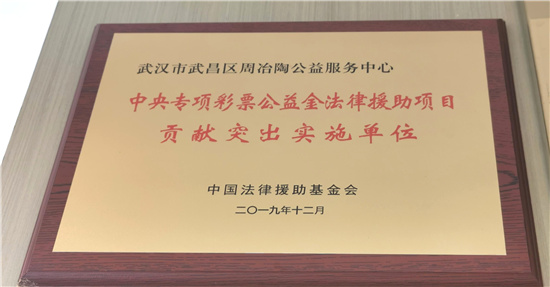 武汉市武昌区周冶陶公益服务中心
中央专项彩票公益金法律援助项目
贡献突出实施单位
中国法律援助基金会
二〇一九年十二月